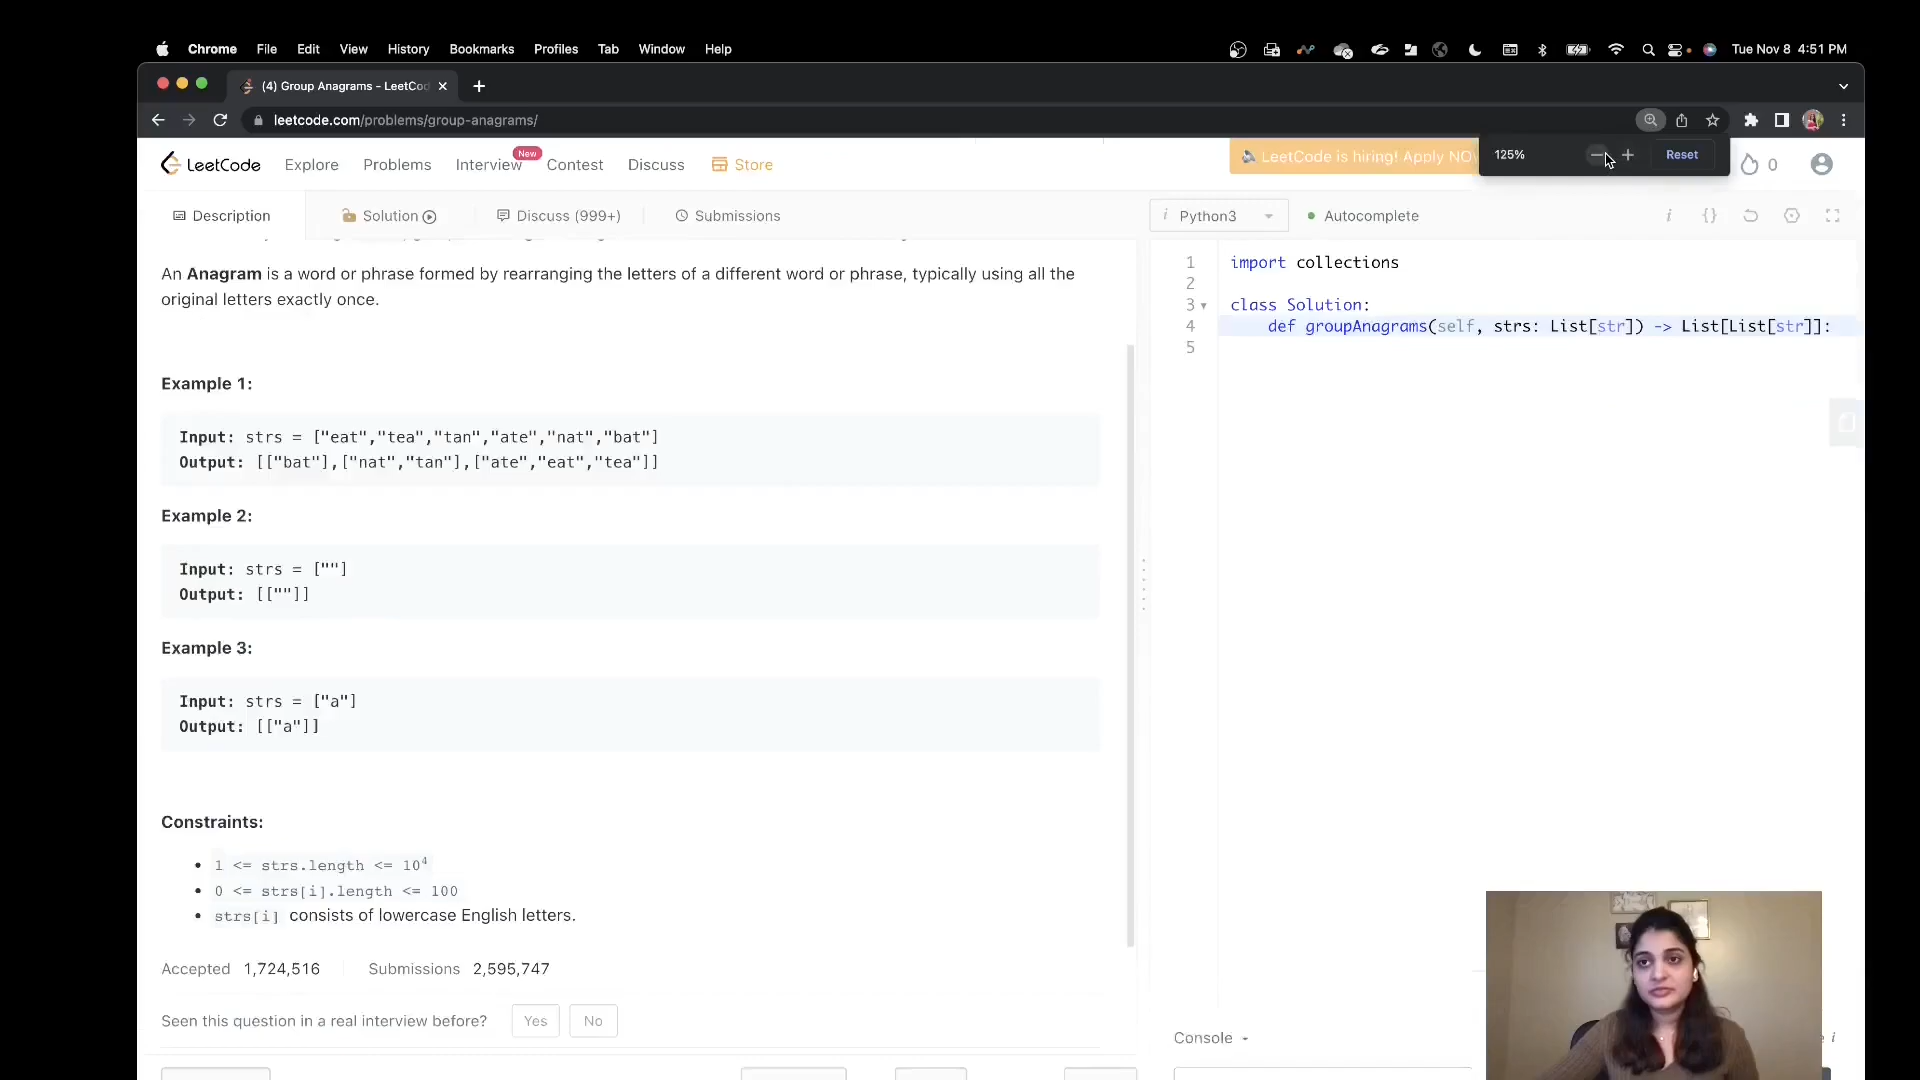 Chrome File Edit View History Bookmarks Profiles Tab Window Help Tue Nov 8 4:51 PM
(4) Group Anagrams - LeetCod
leetcode.com/problems/group-anagrams/
LeetCode Explore Problems Interview New Contest Discuss Store LeetCode is hiring! Apply NO 125% Reset 0
Description Solution Discuss (999+) Submissions i Python3 Autocomplete i {}
An Anagram is a word or phrase formed by rearranging the letters of a different word or phrase, typically using all the
original letters exactly once.
Example 1:
Input: strs = ["eat","tea","tan","ate","nat","bat"]
Output: [["bat"],["nat","tan"],["ate","eat","tea"]]
Example 2:
Input: strs = [""]
Output: [[""]]
Example 3:
Input: strs = ["a"]
Output: [["a"]]
Constraints:
1 <= strs.length <= 10⁴
0 <= strs[i].length <= 100
strs[i] consists of lowercase English letters.
Accepted 1,724,516 Submissions 2,595,747
Seen this question in a real interview before? Yes No
1 import collections
2
3 class Solution:
4 def groupAnagrams(self, strs: List[str]) -> List[List[str]]:
5
Console
i